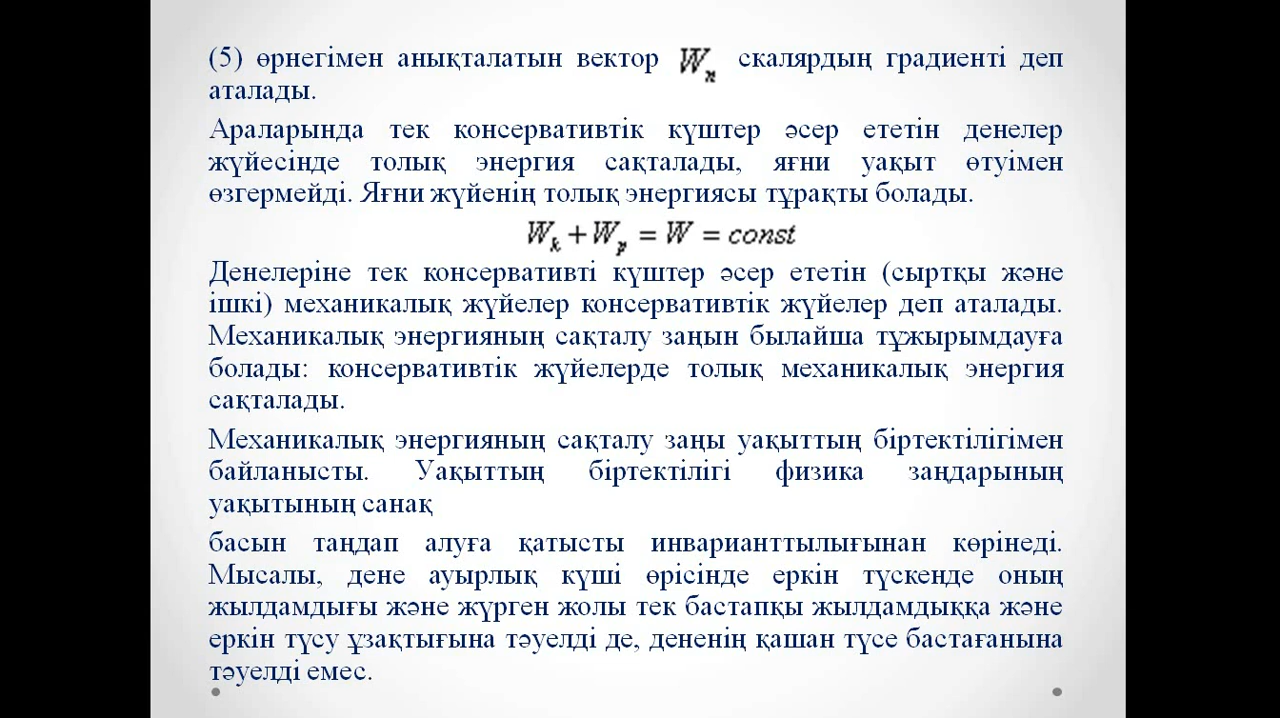 (5) өрнегімен анықталатын вектор Wₙ скалярдың градиенті деп
аталады.
Араларында тек консервативтік күштер әсер ететін денелер
жүйесінде толық энергия сақталады, яғни уақыт өтуімен
өзгермейді. Яғни жүйенің толық энергиясы тұрақты болады.
Wₖ + Wₚ = W = const
Денелеріне тек консервативті күштер әсер ететін (сыртқы және
ішкі) механикалық жүйелер консервативтік жүйелер деп аталады.
Механикалық энергияның сақталу заңын былайша тұжырымдауға
болады: консервативтік жүйелерде толық механикалық энергия
сақталады.
Механикалық энергияның сақталу заңы уақыттың біртектілігімен
байланысты. Уақыттың біртектілігі физика заңдарының
уақытының санақ
басын таңдап алуға қатысты инварианттылығынан көрінеді.
Мысалы, дене ауырлық күші өрісінде еркін түскенде оның
жылдамдығы және жүрген жолы тек бастапқы жылдамдыққа және
еркін түсу ұзақтығына тәуелді де, дененің қашан түсе бастағанына
тәуелді емес.